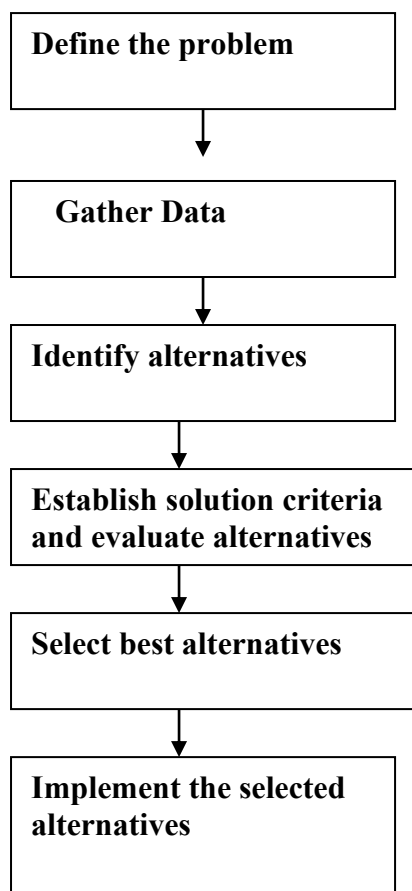 Define the problem
Gather Data
Identify alternatives
Establish solution criteria
and evaluate alternatives
Select best alternatives
Implement the selected
alternatives